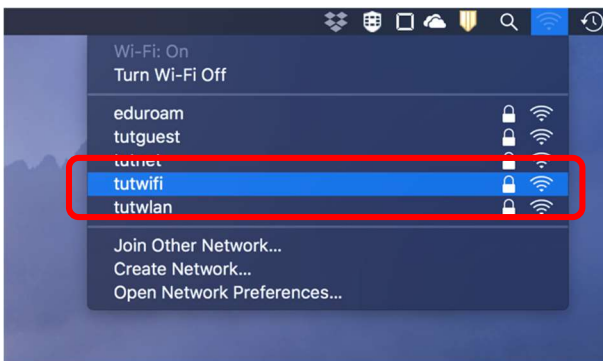 Wi-Fi: On
Turn Wi-Fi Off
eduroam
tutguest
tutnet
tutwifi
tutwlan
Join Other Network...
Create Network...
Open Network Preferences...